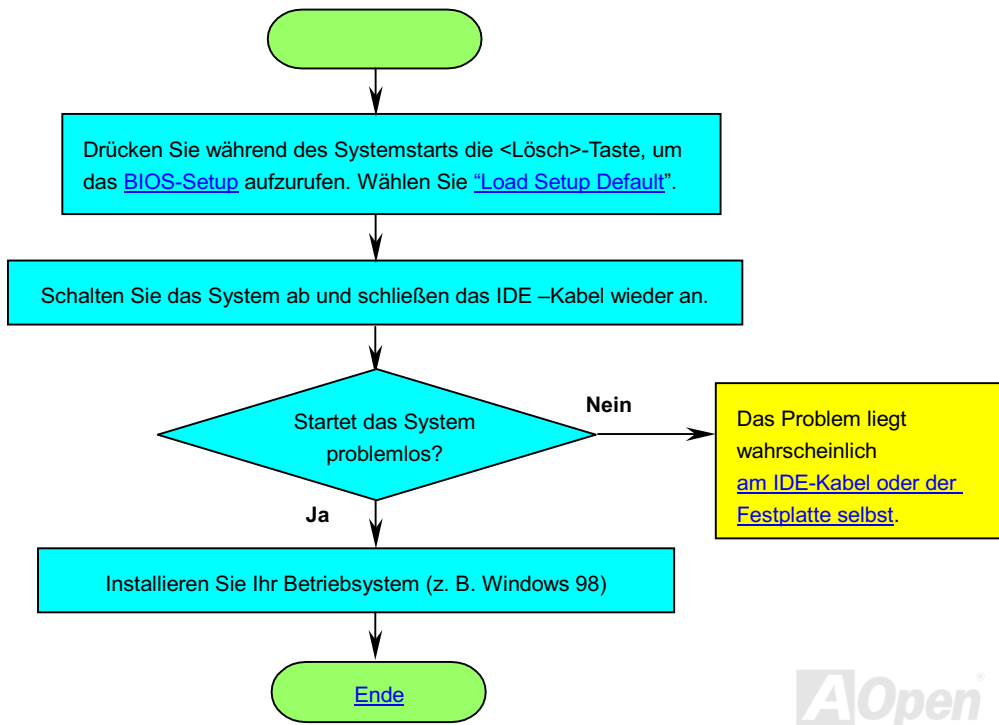 Drücken Sie während des Systemstarts die <Lösch>-Taste, um
das BIOS-Setup aufzurufen. Wählen Sie “Load Setup Default”.
Schalten Sie das System ab und schließen das IDE –Kabel wieder an.
Startet das System
problemlos?
Nein
Das Problem liegt
wahrscheinlich
am IDE-Kabel oder der
Festplatte selbst.
Ja
Installieren Sie Ihr Betriebsystem (z. B. Windows 98)
Ende
AOpen®